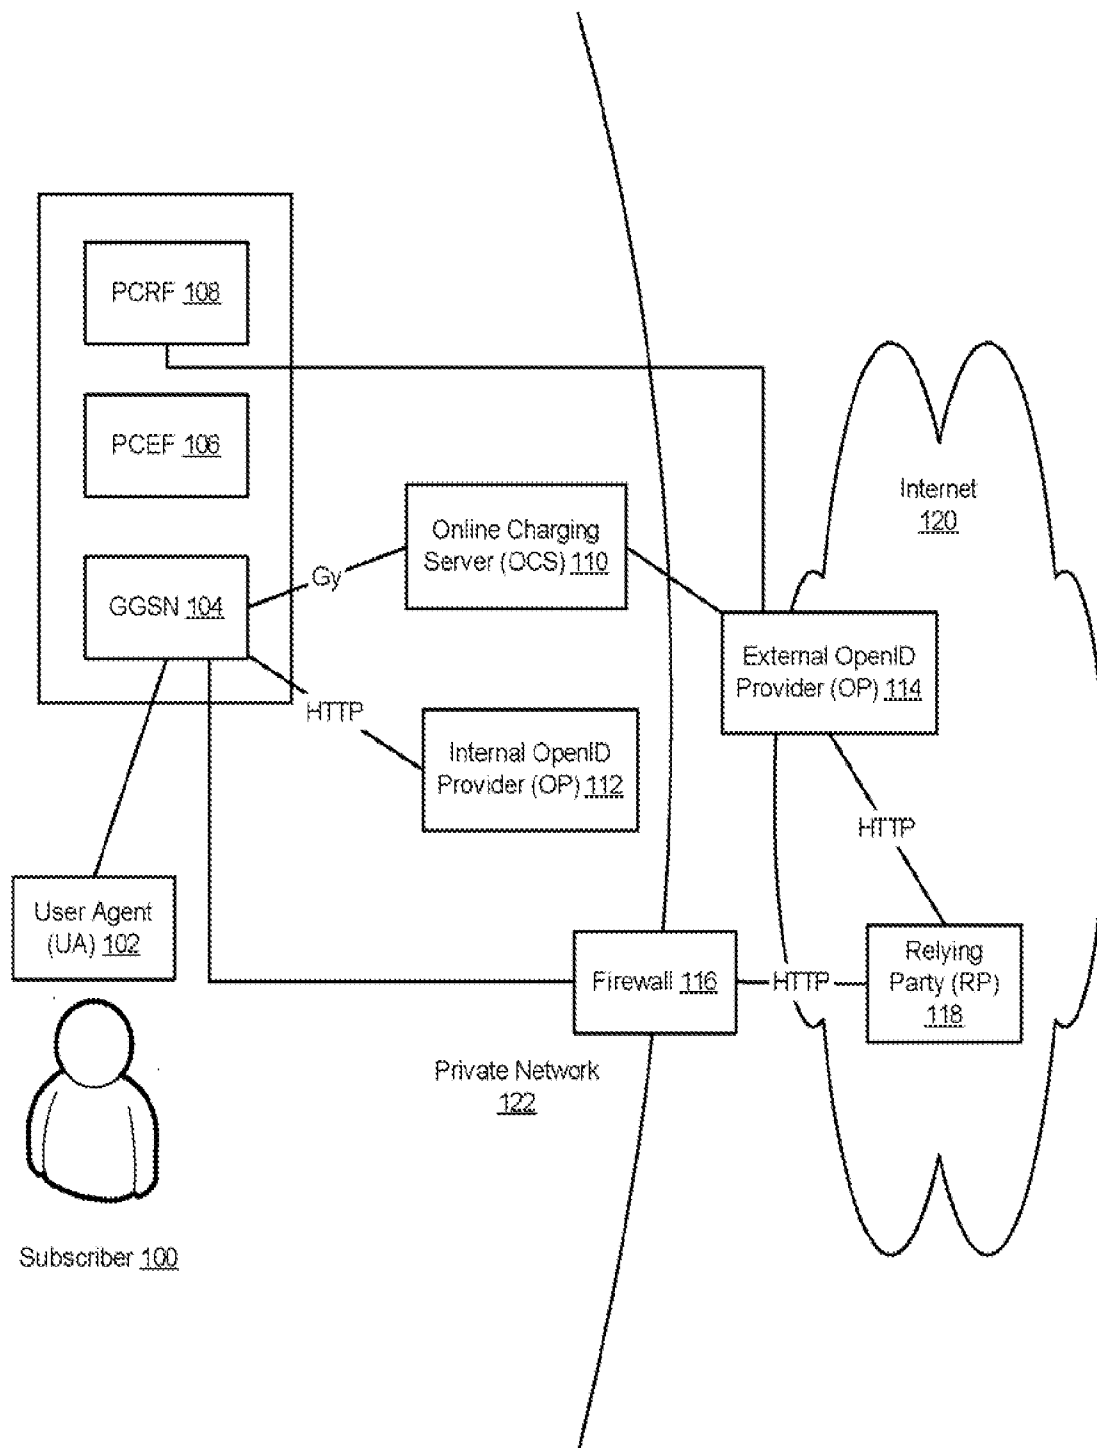 PCRF 108
PCEF 106
Internet
120
Online Charging
Server (OCS) 110
Gy
GGSN 104
External OpenID
Provider (OP) 114
HTTP
Internal OpenID
Provider (OP) 112
HTTP
User Agent
(UA) 102
Relying
Party (RP)
118
Firewall 116
HTTP
Private Network
122
Subscriber 100